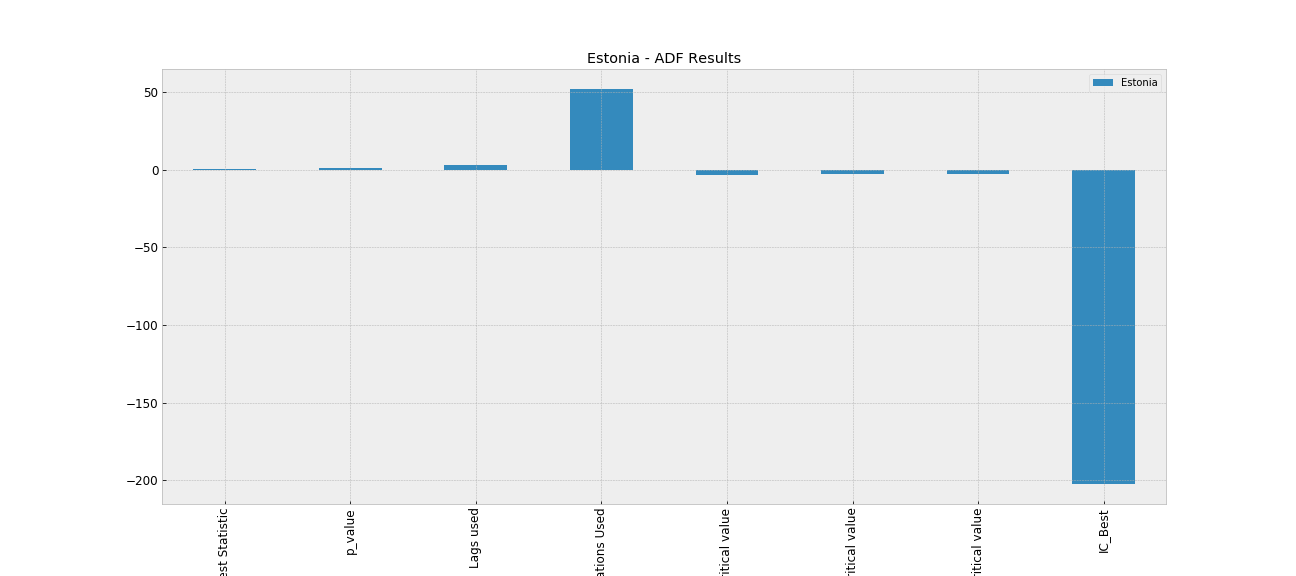 Estonia - ADF Results
Estonia
50
0
−50
−100
−150
−200
est Statistic
p_value
Lags used
ations Used
ritical value
ritical value
ritical value
IC_Best